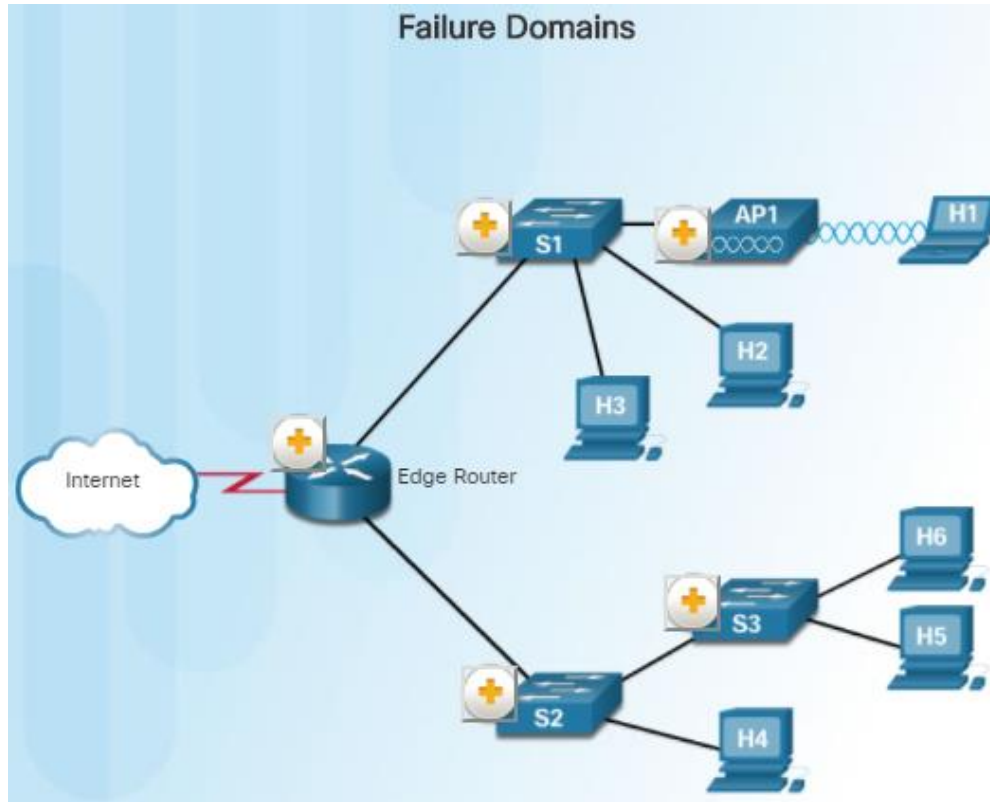 Failure Domains
S1
AP1
H1
H2
H3
Internet
Edge Router
H6
S3
H5
S2
H4